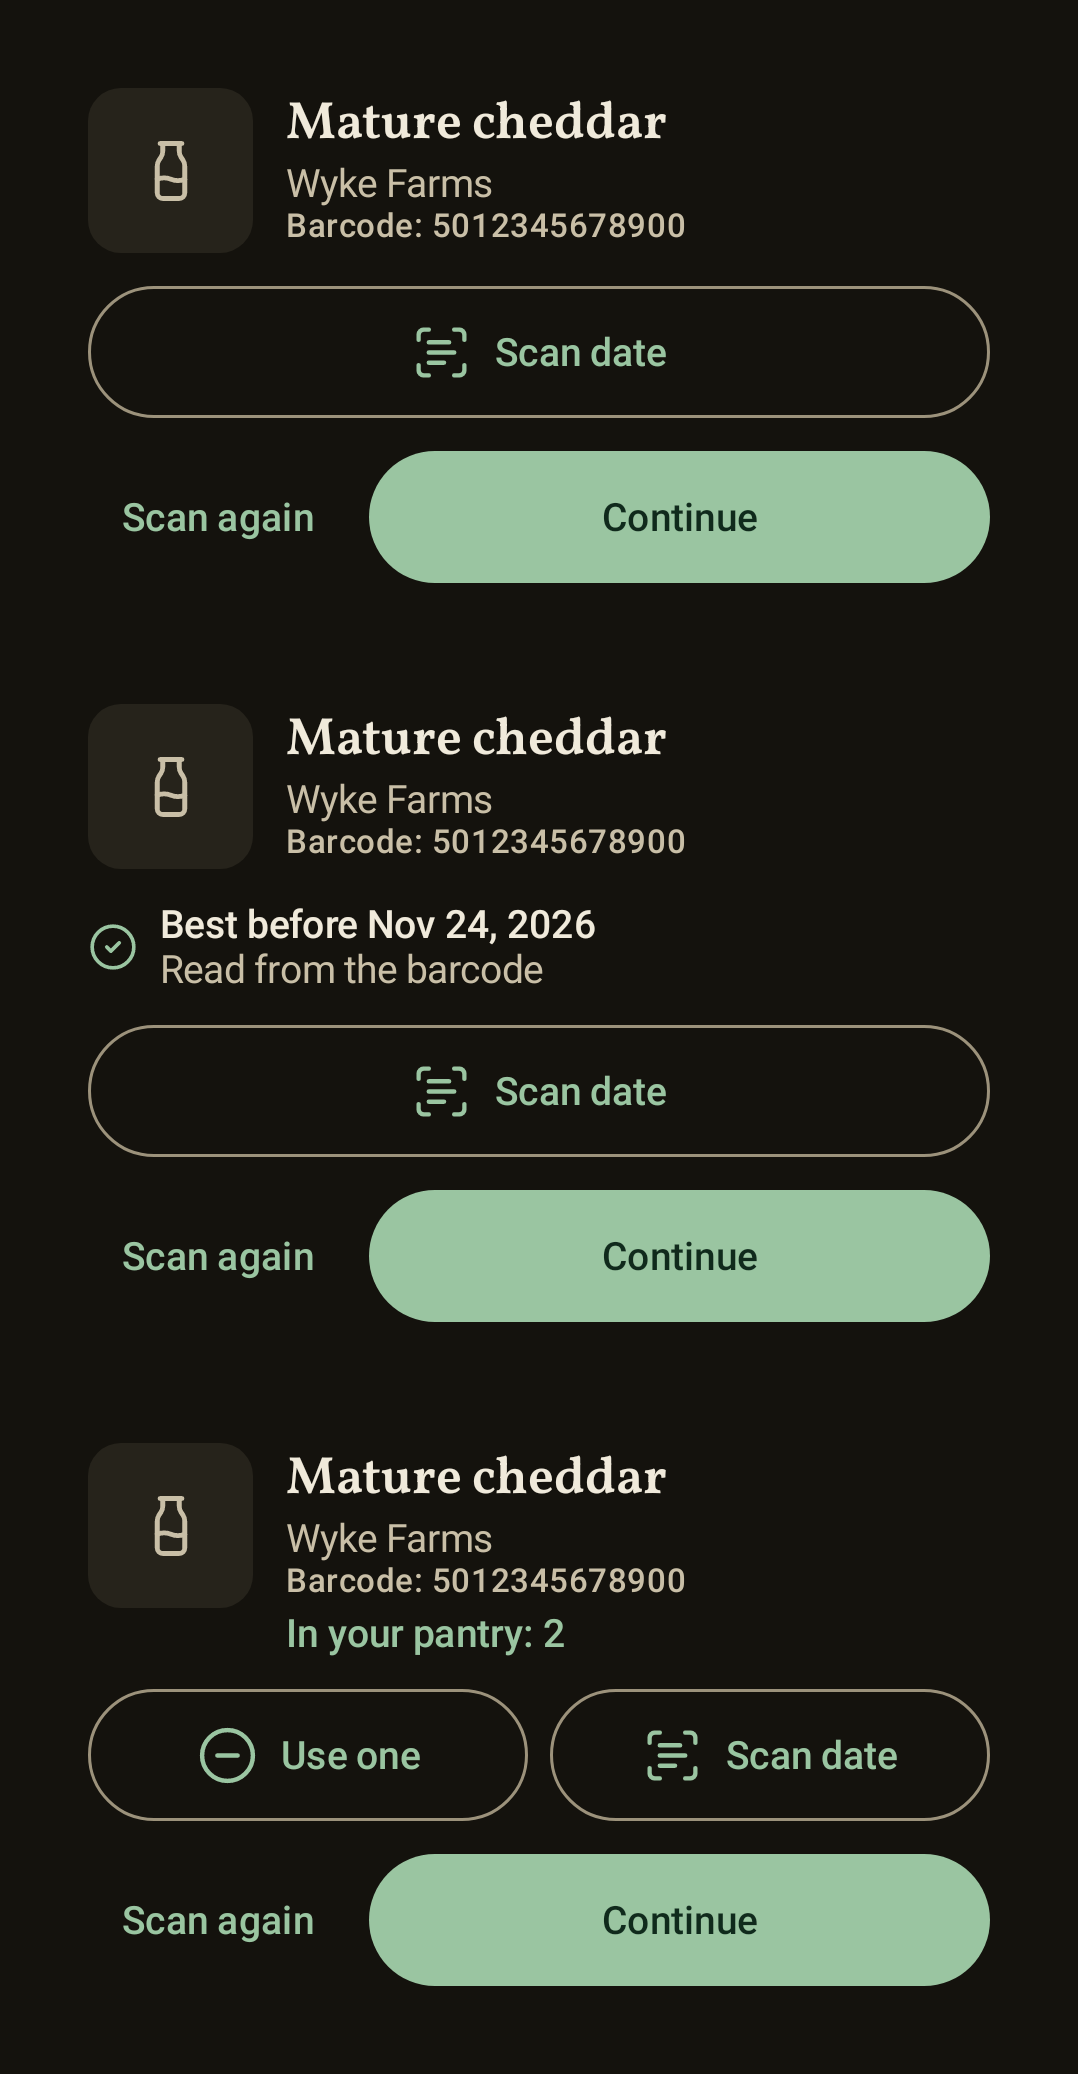 Mature cheddar
Wyke Farms
Barcode: 5012345678900
Scan date
Scan again
Continue
Mature cheddar
Wyke Farms
Barcode: 5012345678900
Best before Nov 24, 2026
Read from the barcode
Scan date
Scan again
Continue
Mature cheddar
Wyke Farms
Barcode: 5012345678900
In your pantry: 2
Use one
Scan date
Scan again
Continue